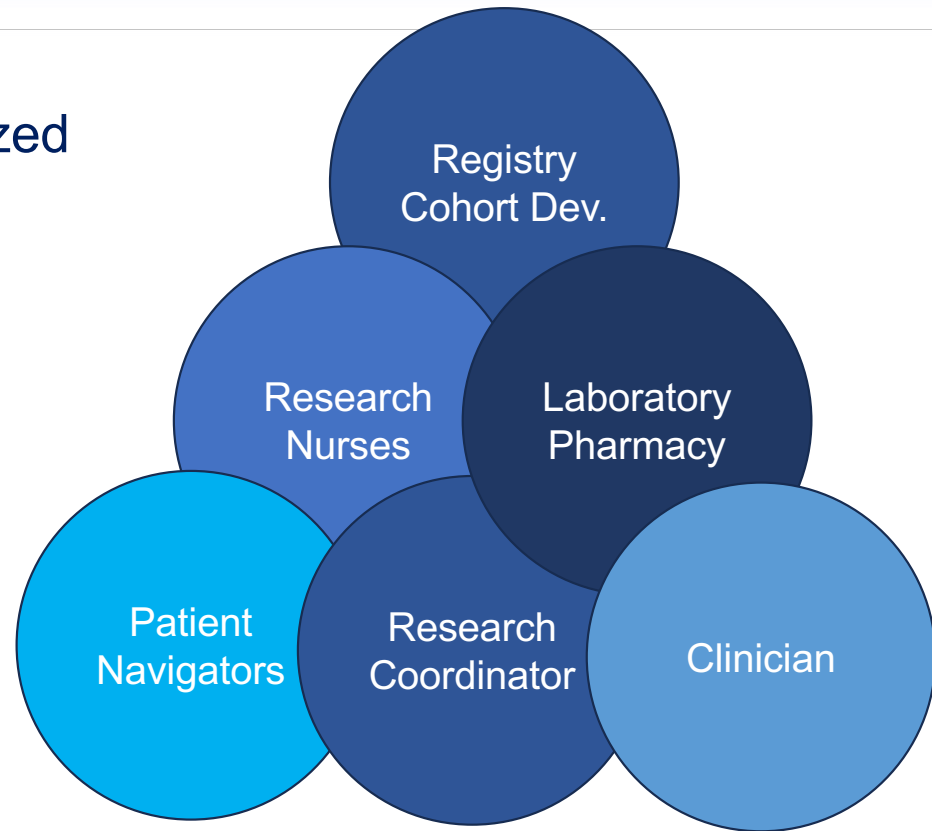 zed
Registry
Cohort Dev.
Research
Nurses
Laboratory
Pharmacy
Patient
Navigators
Research
Coordinator
Clinician